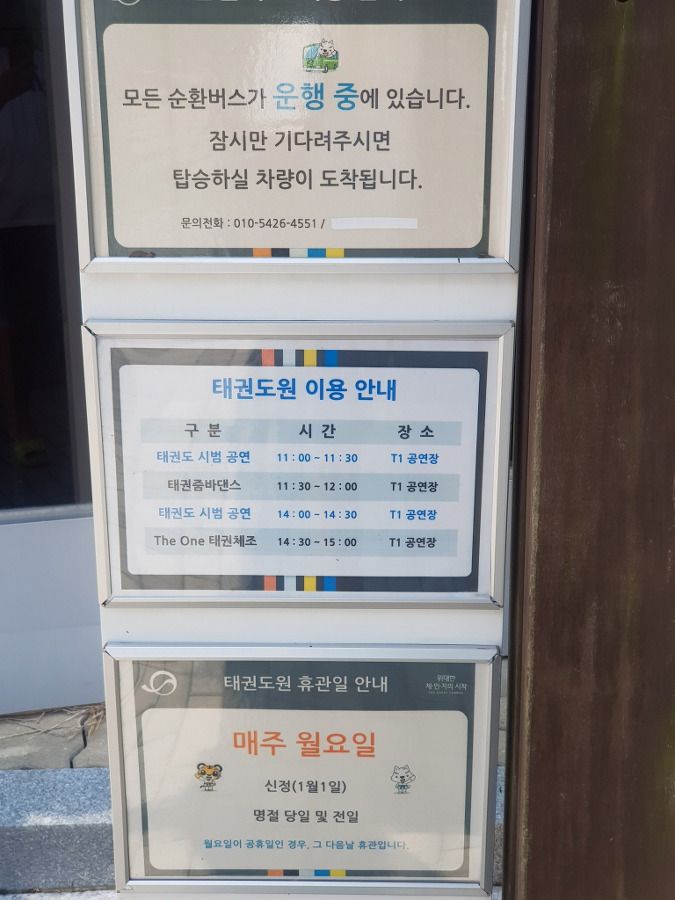 모든 순환버스가 운행 중에 있습니다.
잠시만 기다려주시면
탑승하실 차량이 도착됩니다.
문의전화 : 010-5426-4551 /
태권도원 이용 안내
구 분 시 간 장 소
태권도 시범 공연 11 : 00 ~ 11 : 30 T1 공연장
태권줌바댄스 11 : 30 ~ 12 : 00 T1 공연장
태권도 시범 공연 14 : 00 ~ 14 : 30 T1 공연장
The One 태권체조 14 : 30 ~ 15 : 00 T1 공연장
태권도원 휴관일 안내
위대한
매주 월요일
신정(1월1일)
명절 당일 및 전일
월요일이 공휴일인 경우, 그 다음날 휴관입니다.